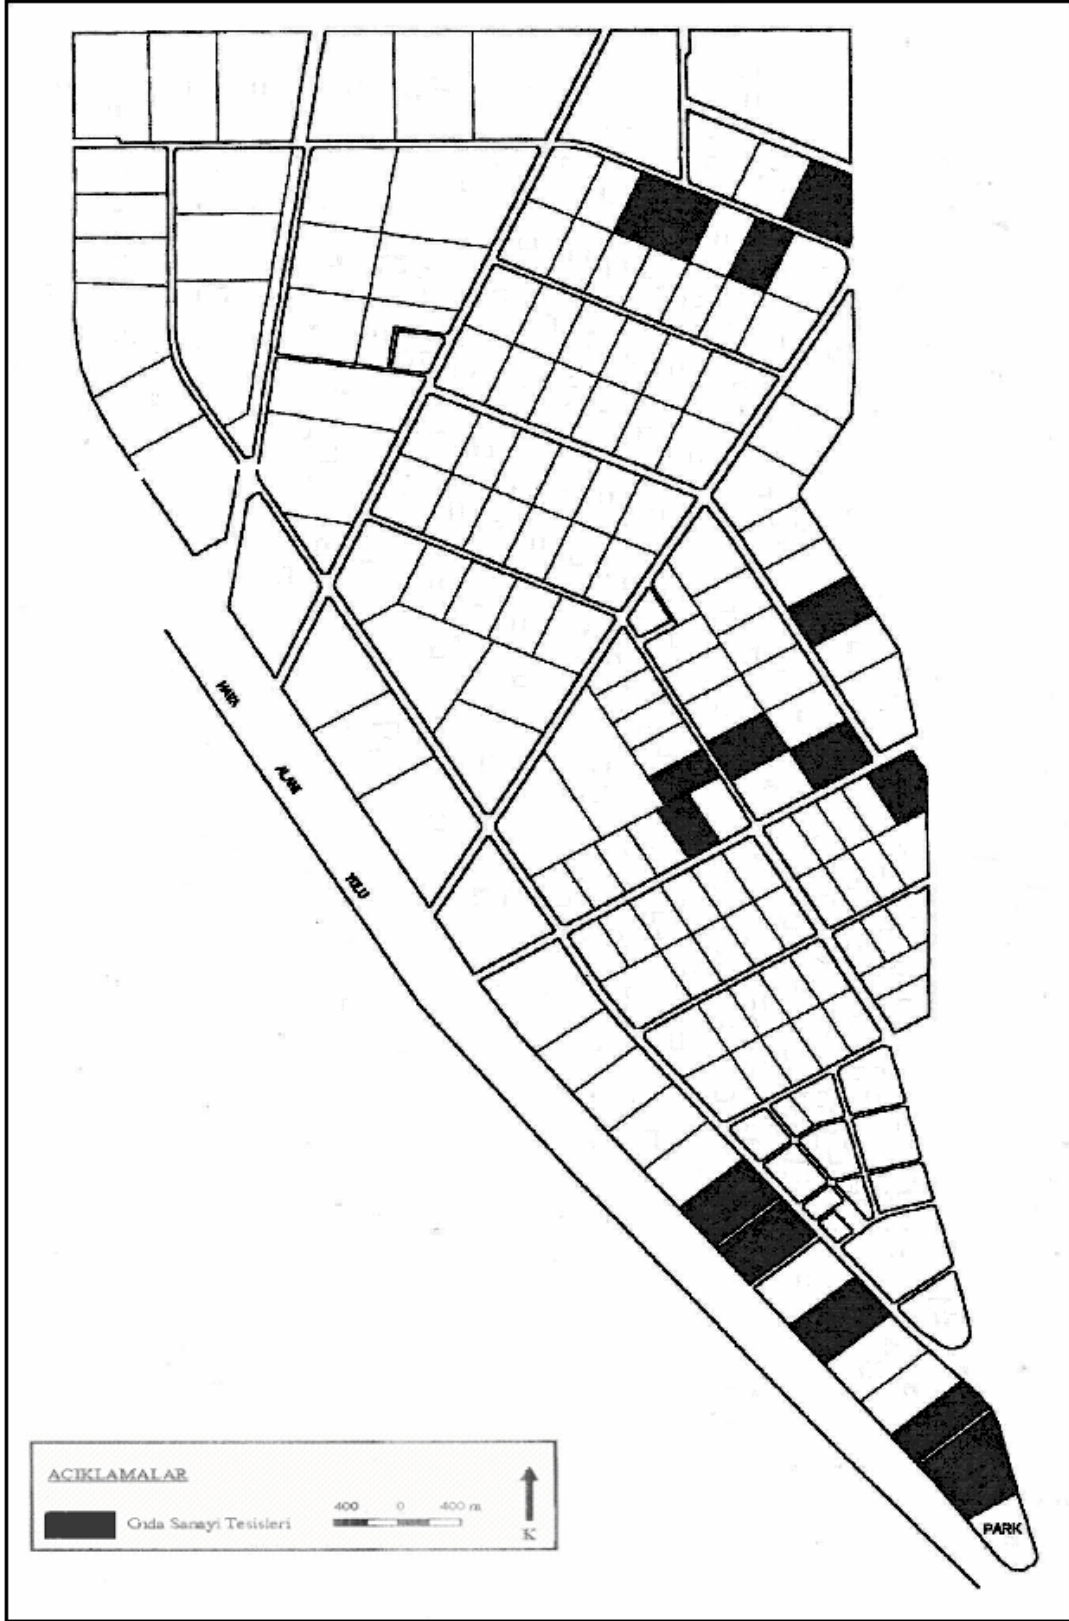 HAVA
ALANI
YOLU
PARK
AÇIKLAMALAR
Gıda Sanayi Tesisleri
400 0 400 m
K